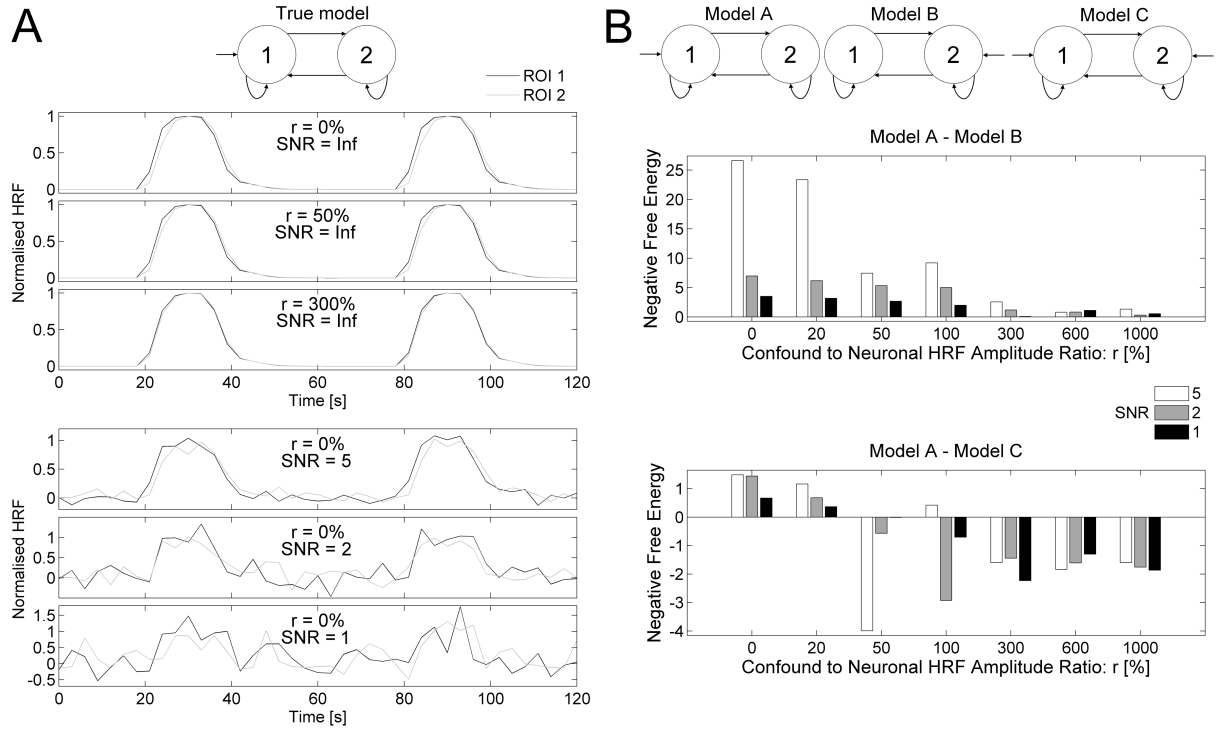 A
True model
1
2
ROI 1
ROI 2
r = 0%
SNR = Inf
1
0.5
0
r = 50%
SNR = Inf
1
0.5
0
r = 300%
SNR = Inf
1
0.5
0
Normalised HRF
0 20 40 60 80 100 120
Time [s]
r = 0%
SNR = 5
1
0.5
0
r = 0%
SNR = 2
1
0.5
0
r = 0%
SNR = 1
1.5
1
0.5
0
-0.5
Normalised HRF
0 20 40 60 80 100 120
Time [s]
B
Model A Model B Model C
1 2 1 2 1 2
Model A - Model B
Negative Free Energy
25
20
15
10
5
0
0 20 50 100 300 600 1000
Confound to Neuronal HRF Amplitude Ratio: r [%]
SNR
5
2
1
Model A - Model C
Negative Free Energy
1
0
-1
-2
-3
-4
0 20 50 100 300 600 1000
Confound to Neuronal HRF Amplitude Ratio: r [%]